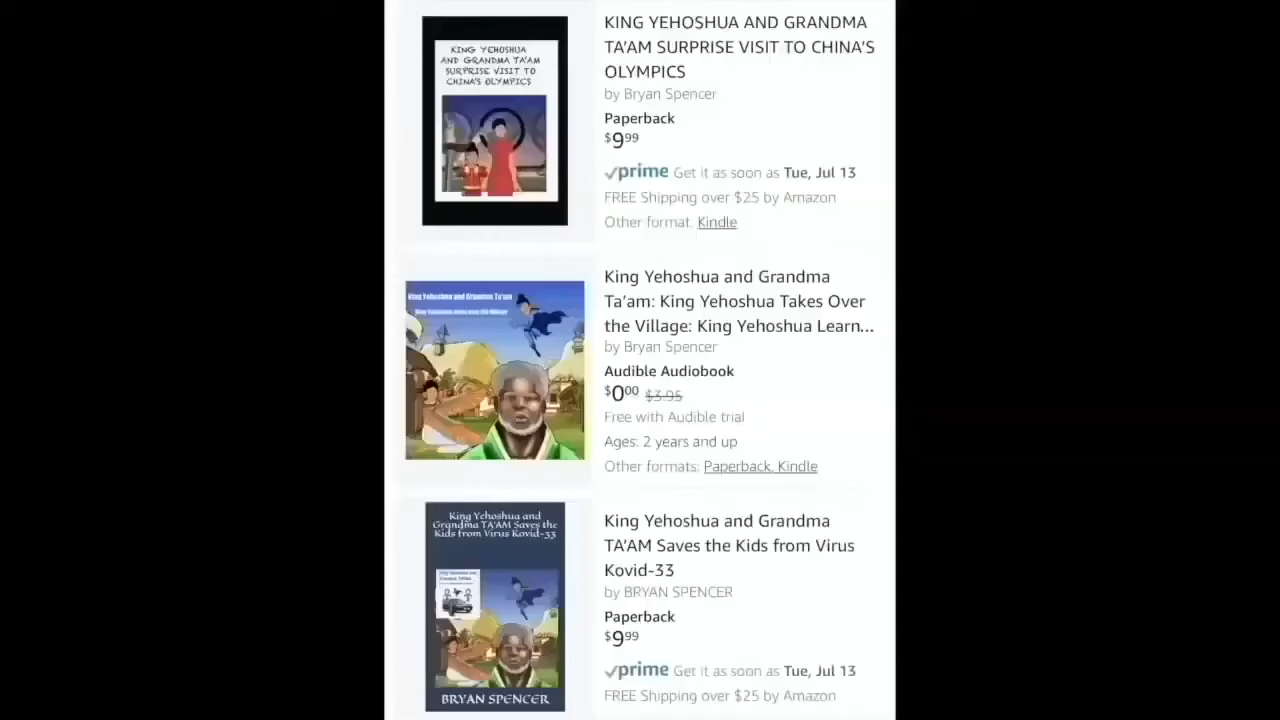 KING YEHOSHUA
AND GRANDMA TA'AM
SURPRISE VISIT TO
CHINA'S OLYMPICS
KING YEHOSHUA AND GRANDMA
TA'AM SURPRISE VISIT TO CHINA'S
OLYMPICS
by Bryan Spencer
Paperback
$9.99
prime Get it as soon as Tue, Jul 13
FREE Shipping over $25 by Amazon
Other format: Kindle
King Yehoshua and Grandma Ta'am
King Yehoshua takes over the Village
King Yehoshua and Grandma
Ta'am: King Yehoshua Takes Over
the Village: King Yehoshua Learn...
by Bryan Spencer
Audible Audiobook
$0.00 $3.95
Free with Audible trial
Ages: 2 years and up
Other formats: Paperback, Kindle
King Yehoshua and
Grandma TA'AM Saves the
Kids from Virus Kovid-33
BRYAN SPENCER
King Yehoshua and Grandma
TA'AM Saves the Kids from Virus
Kovid-33
by BRYAN SPENCER
Paperback
$9.99
prime Get it as soon as Tue, Jul 13
FREE Shipping over $25 by Amazon